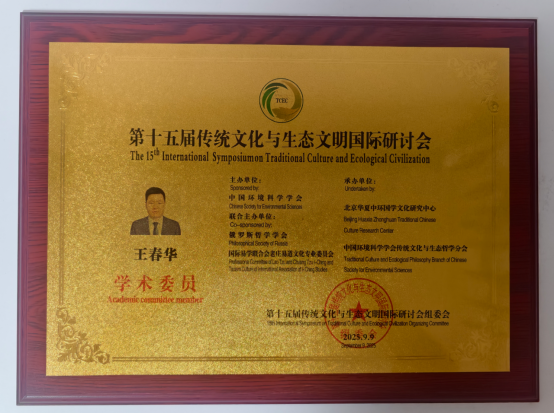 TCEC
第十五届传统文化与生态文明国际研讨会
The 15th International Symposium on Traditional Culture and Ecological Civilization
主办单位:
Sponsored by:
中国环境科学学会
Chinese Society for Environmental Sciences
联合主办单位:
Co-sponsored by:
俄罗斯哲学学会
Philosophical Society of Russia
国际易学联合会老庄易道文化专业委员会
承办单位:
Undertaken by:
北京华夏中环国学文化研究中心
Beijing Huaxia Zhonghuan Traditional Chinese
Culture Research Center
中国环境科学学会传统文化与生态哲学分会
Traditional Culture and Ecological Philosophy Branch of Chinese
Society for Environmental Sciences
王春华
学术委员
Academic committee member
第十五届传统文化与生态文明国际研讨会组委会
2025.9.9
September 9, 2025